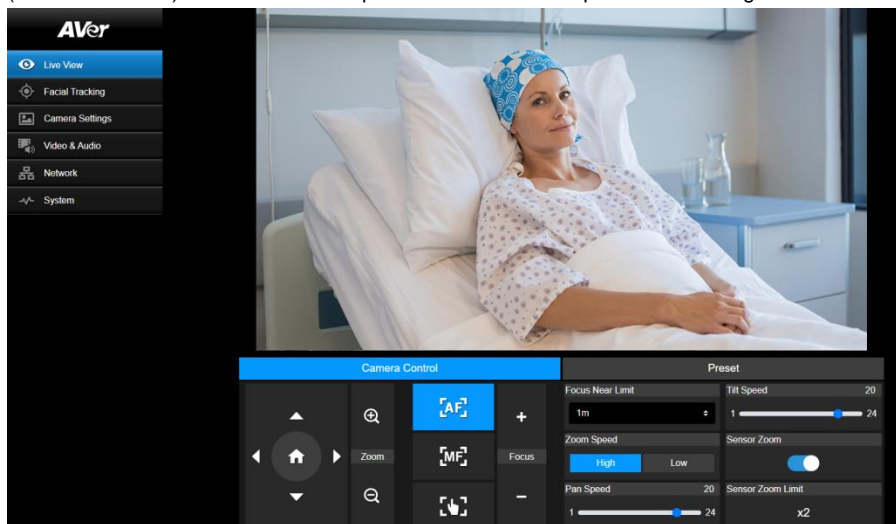 AVer
Live View
Facial Tracking
Camera Settings
Video & Audio
Network
System
Camera Control
Preset
Focus Near Limit
1m
Tilt Speed 20
1 24
AF
+
Zoom
MF
Focus
-
Zoom Speed
High Low
Sensor Zoom
Pan Speed 20
1 24
Sensor Zoom Limit
x2